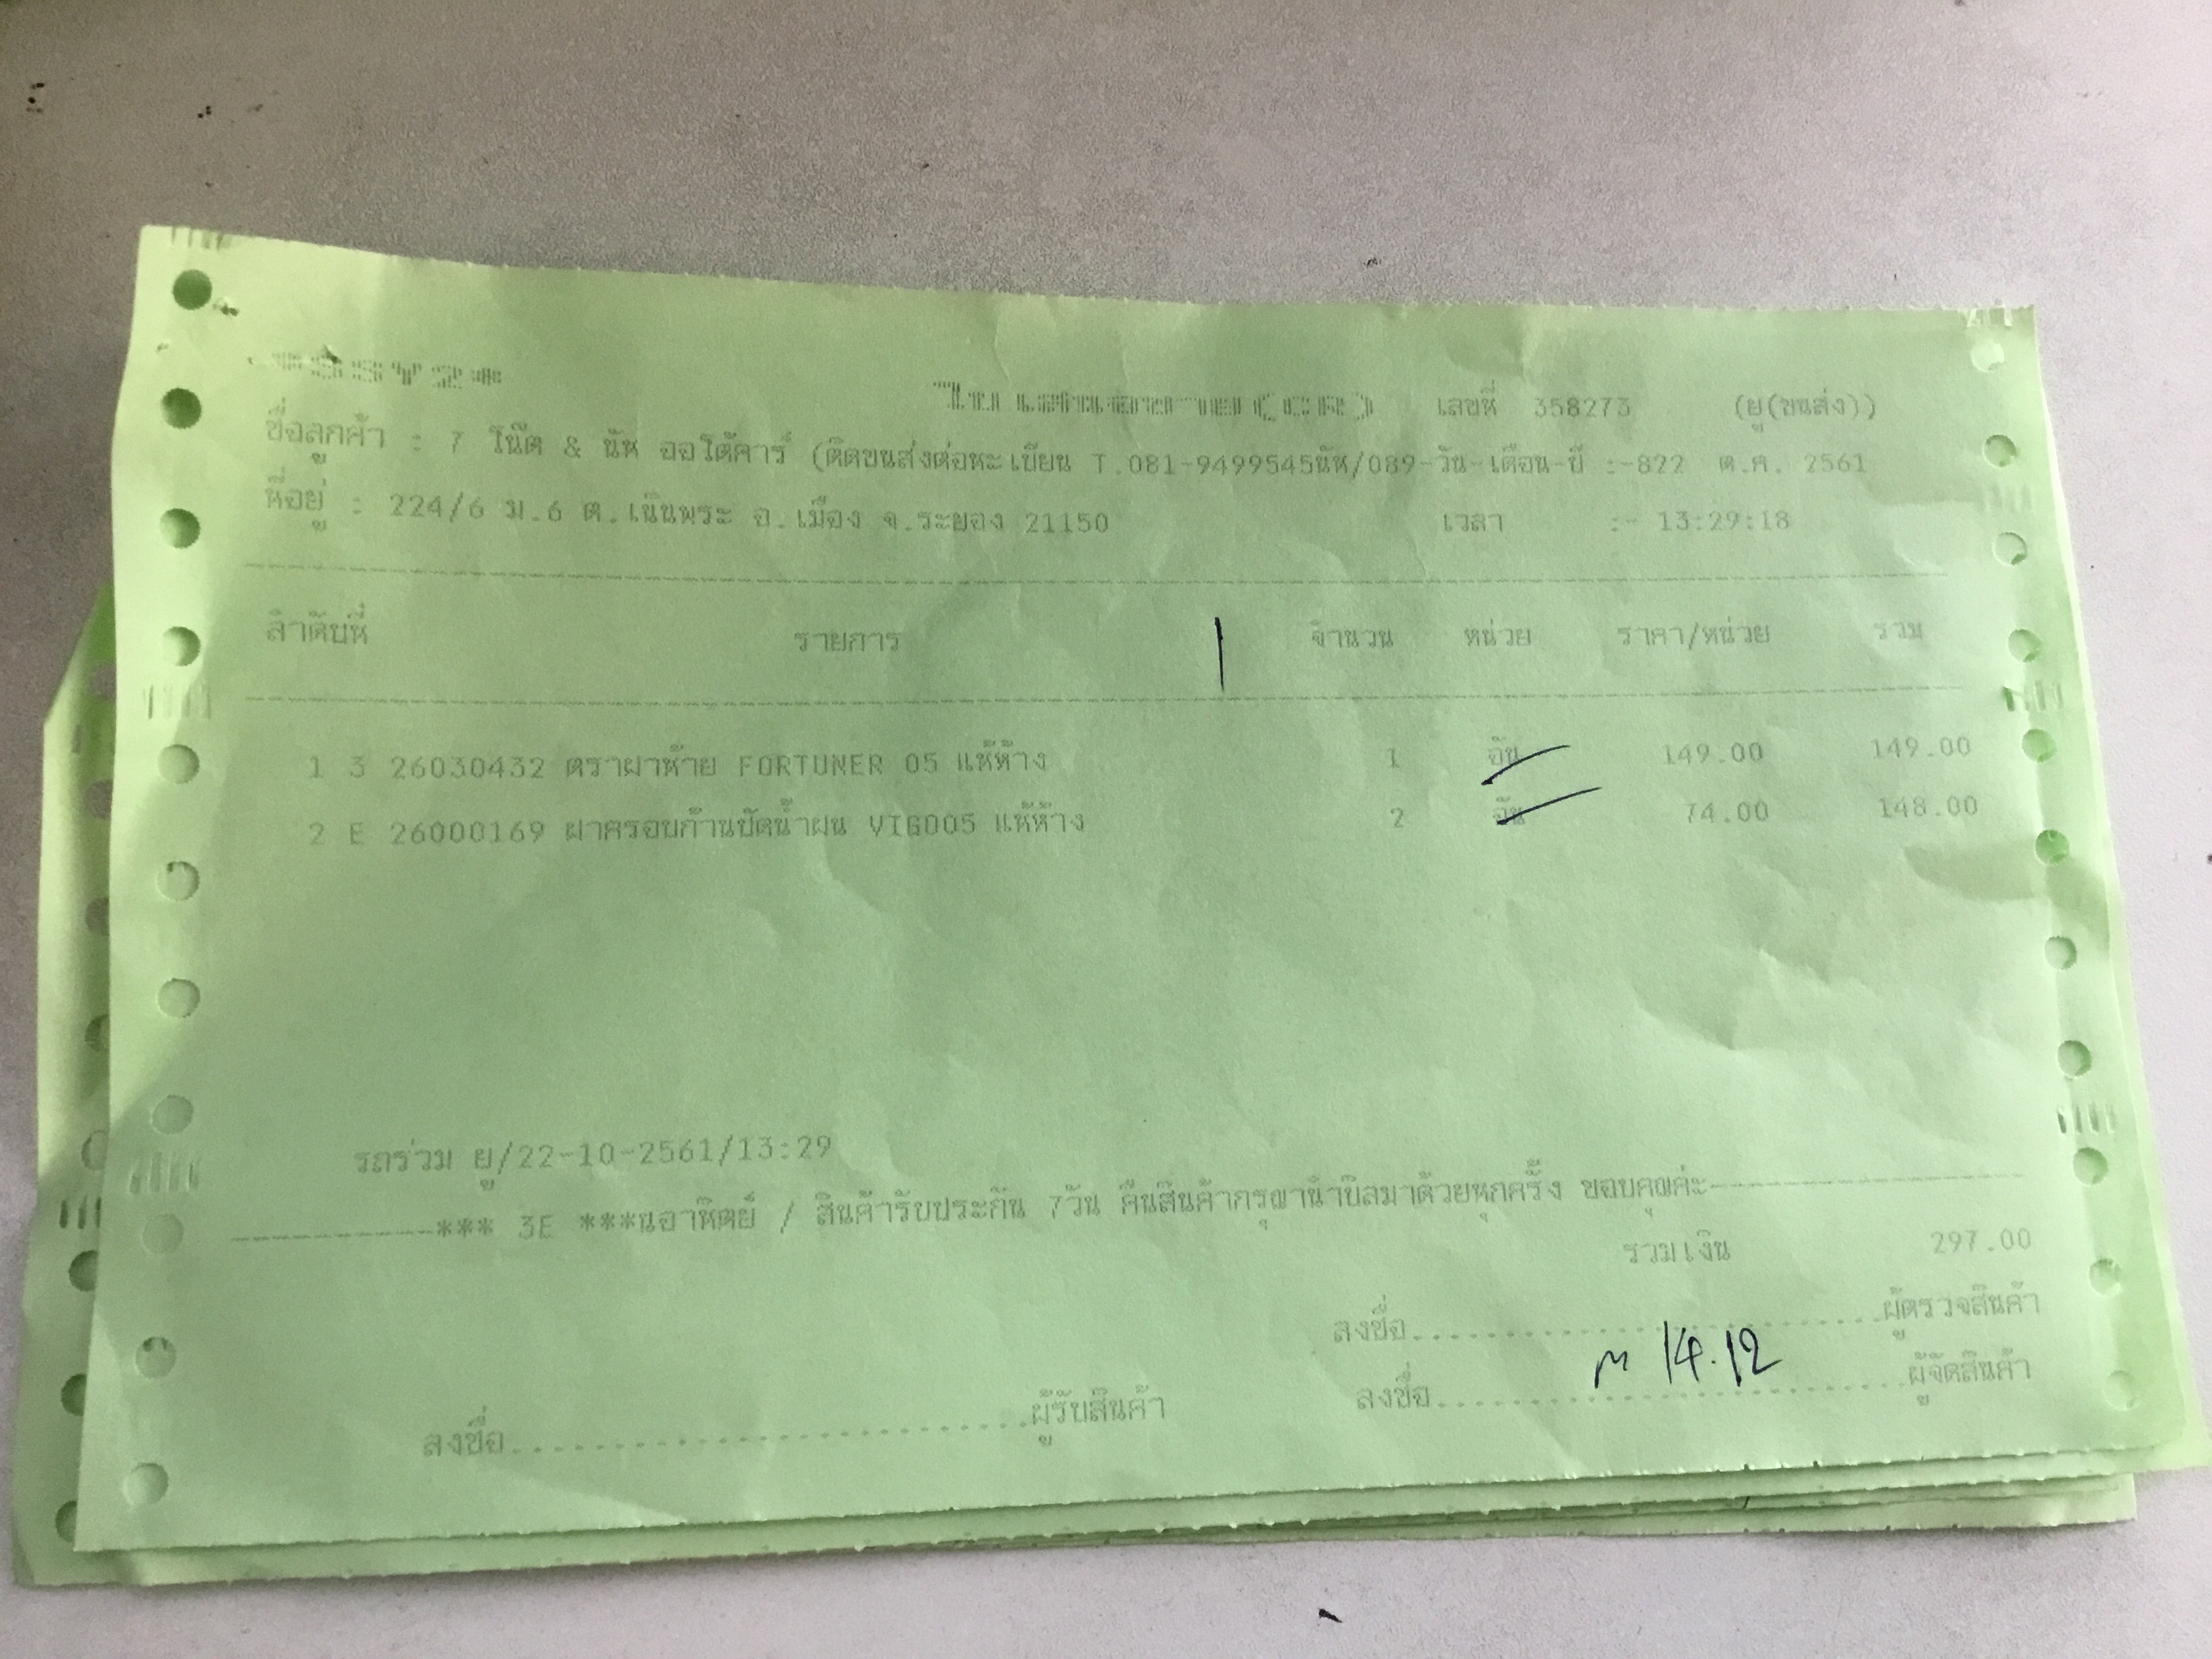 *SSY2*
ใบเสนอราคา(CR) เลขที่ 358273 (ยู(ขนส่ง))
ชื่อลูกค้า : 7 โน๊ต & นัท ออโต้คาร์ (ติดขนส่งต่อทะเบียน T.081-9499545นัท/089-วัน-เดือน-ปี :-822 ต.ค. 2561
ที่อยู่ : 224/6 ม.6 ต.เนินพระ อ.เมือง จ.ระยอง 21150 เวลา :- 13:29:18
ลำดับที่ รายการ จำนวน หน่วย ราคา/หน่วย รวม
1 3 26030432 ตราฝาท้าย FORTUNER 05 แท้ห้าง 1 อัน 149.00 149.00
2 E 26000169 ฝาครอบก้านปัดน้ำฝน VIGO05 แท้ห้าง 2 อัน 74.00 148.00
รถร่วม ยู/22-10-2561/13:29
*** 3E ***นอาทิตย์ / สินค้ารับประกัน 7วัน คืนสินค้ากรุณานำบิลมาด้วยทุกครั้ง ขอบคุณค่ะ
รวมเงิน 297.00
ลงชื่อ....................ผู้ตรวจสินค้า
14.12
ลงชื่อ....................ผู้จัดสินค้า
ลงชื่อ....................ผู้รับสินค้า